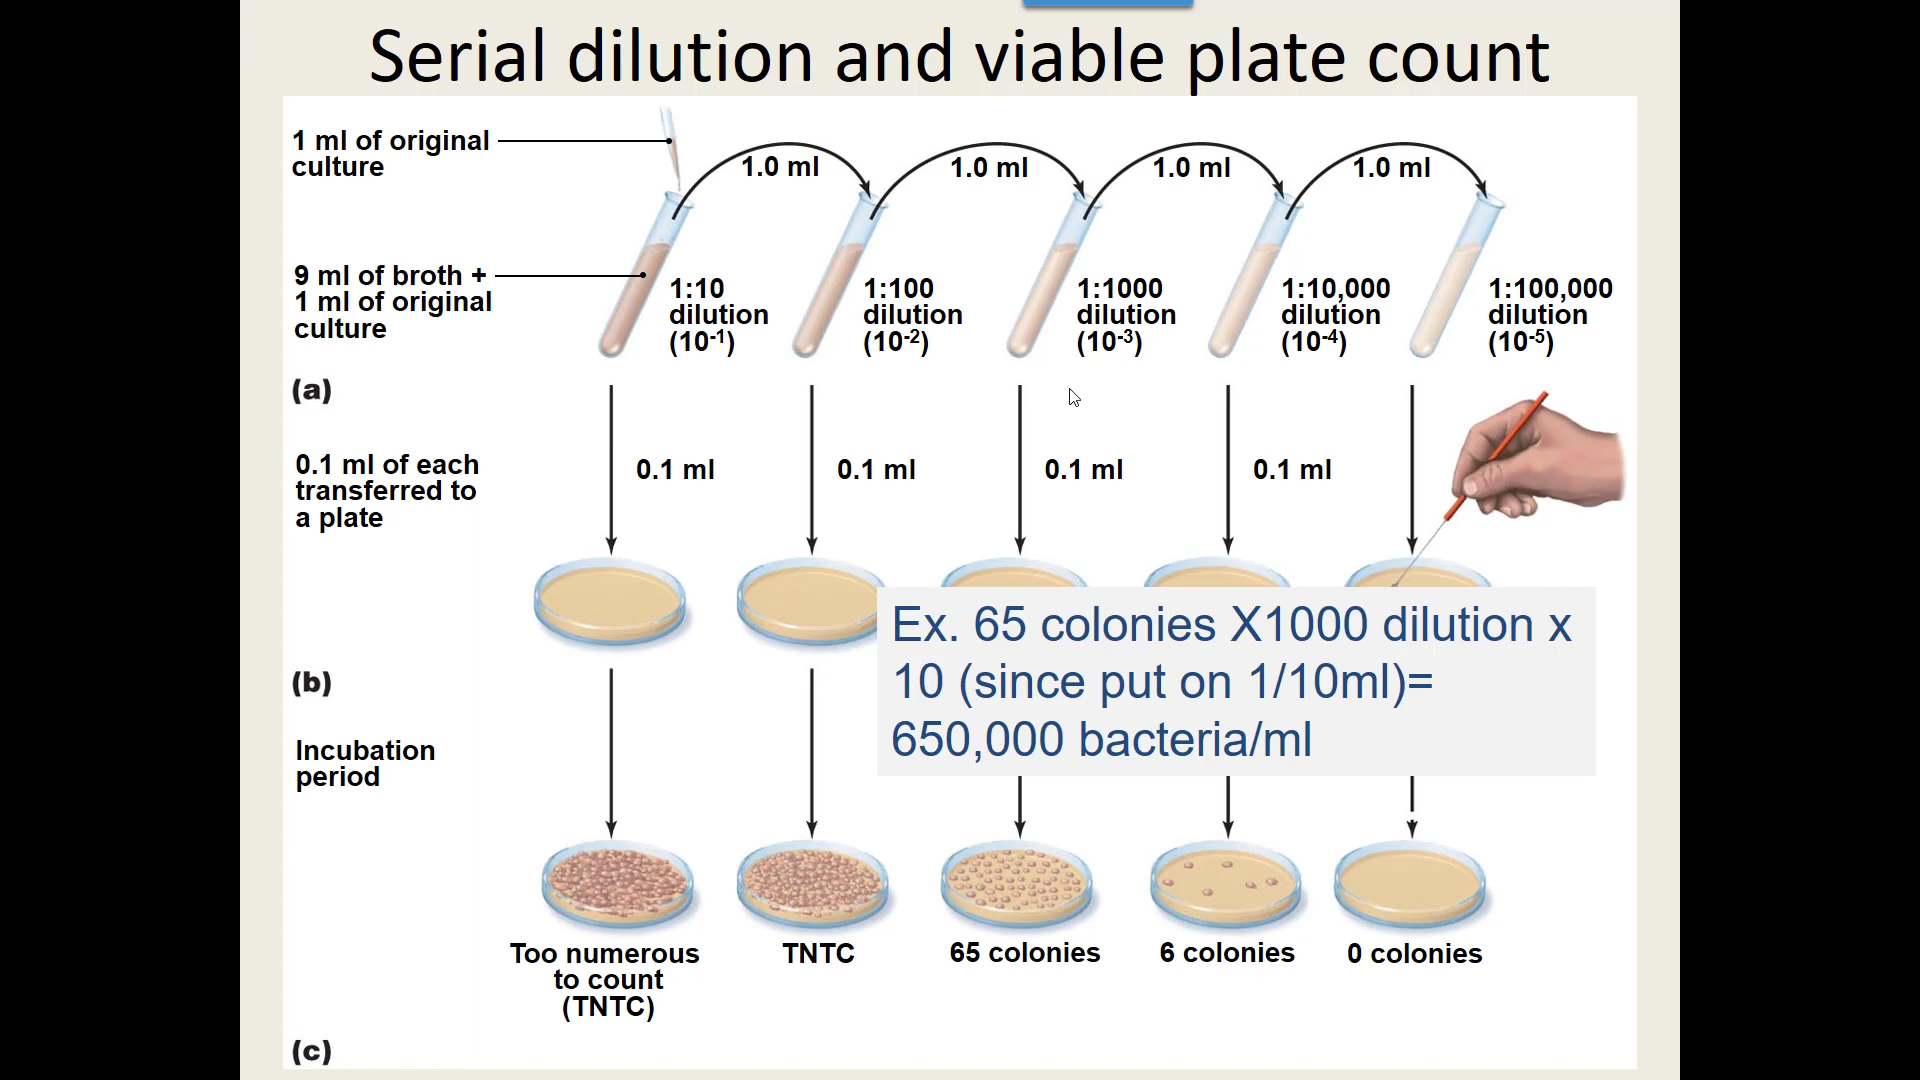 Serial dilution and viable plate count
1 ml of original
culture
1.0 ml
1.0 ml
1.0 ml
1.0 ml
9 ml of broth +
1 ml of original
culture
1:10
dilution
(10⁻¹)
1:100
dilution
(10⁻²)
1:1000
dilution
(10⁻³)
1:10,000
dilution
(10⁻⁴)
1:100,000
dilution
(10⁻⁵)
(a)
0.1 ml of each
transferred to
a plate
0.1 ml
0.1 ml
0.1 ml
0.1 ml
Ex. 65 colonies X1000 dilution x
10 (since put on 1/10ml)=
650,000 bacteria/ml
(b)
Incubation
period
Too numerous
to count
(TNTC)
TNTC
65 colonies
6 colonies
0 colonies
(c)